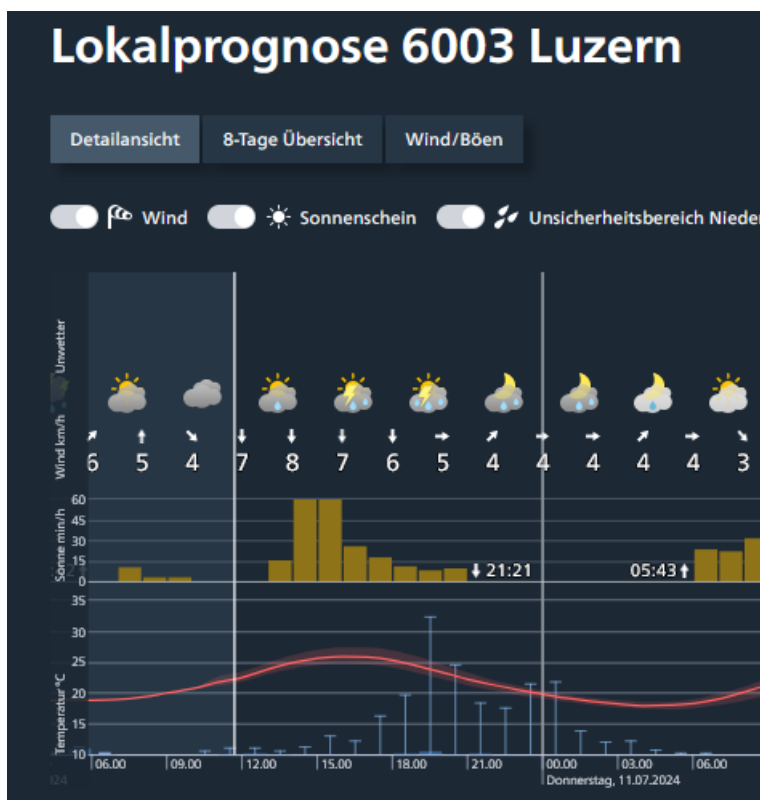 Lokalprognose 6003 Luzern
Detailansicht 8-Tage Übersicht Wind/Böen
Wind Sonnenschein Unsicherheitsbereich Nieder
Unwetter
Wind km/h
6 5 4 7 8 7 6 5 4 4 4 4 4 3
Sonne min/h
60
45
30
15
0
21:21 05:43
Temperatur °C
35
30
25
20
15
10
06.00 09.00 12.00 15.00 18.00 21.00 00.00 03.00 06.00
24 Donnerstag, 11.07.2024